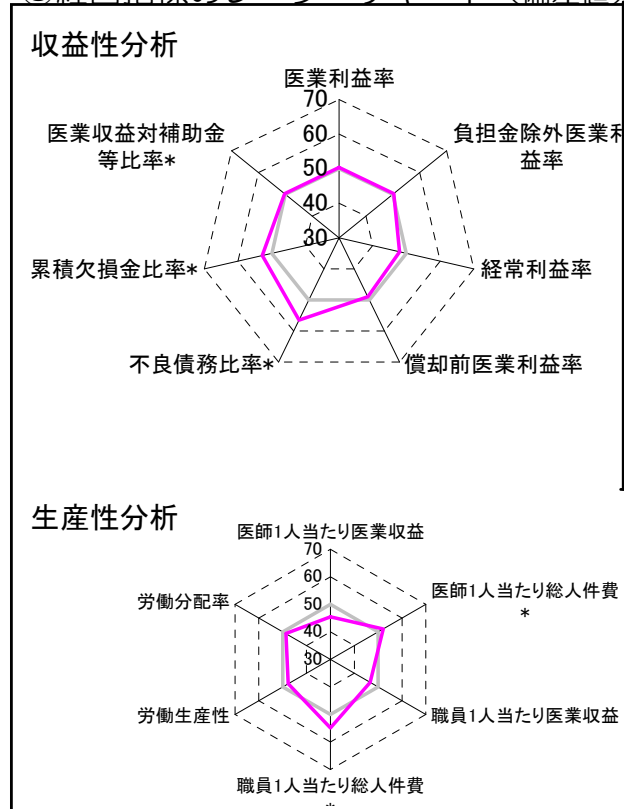 収益性分析
医業利益率
70
60
50
40
30
医業収益対補助金
等比率*
負担金除外医業利
益率
累積欠損金比率*
経常利益率
不良債務比率*
償却前医業利益率
生産性分析
医師1人当たり医業収益
70
60
50
40
30
労働分配率
医師1人当たり総人件費
*
労働生産性
職員1人当たり医業収益
職員1人当たり総人件費
*